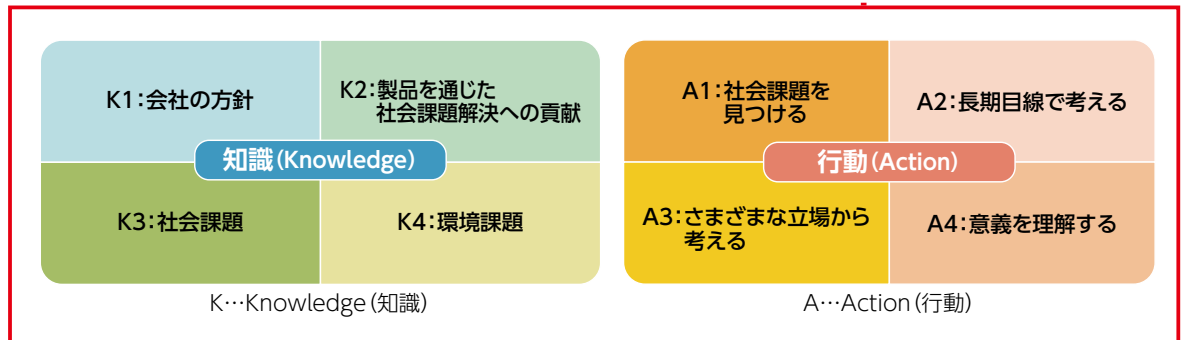 K1:会社の方針
K2:製品を通じた
社会課題解決への貢献
知識(Knowledge)
K3:社会課題
K4:環境課題
K…Knowledge(知識)
A1:社会課題を
見つける
A2:長期目線で考える
行動(Action)
A3:さまざまな立場から
考える
A4:意義を理解する
A…Action(行動)